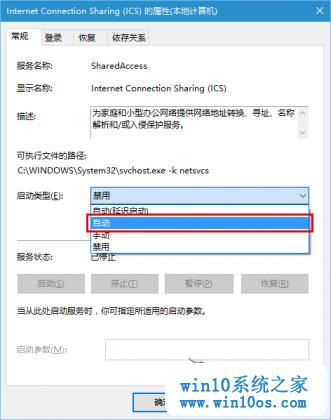 Internet Connection Sharing (ICS) 的属性(本地计算机)
常规 登录 恢复 依存关系
服务名称: SharedAccess
显示名称: Internet Connection Sharing (ICS)
描述: 为家庭和小型办公网络提供网络地址转换、寻址、名称
解析和/或入侵保护服务。
可执行文件的路径:
C:\WINDOWS\System32\svchost.exe -k netsvcs
启动类型(E): 禁用
自动(延迟启动)
自动
手动
禁用
服务状态: 已停止
启动(S) 停止(T) 暂停(P) 恢复(R)
当从此处启动服务时，你可指定所适用的启动参数。
启动参数(M):
win10系统之家
www.win10os.com